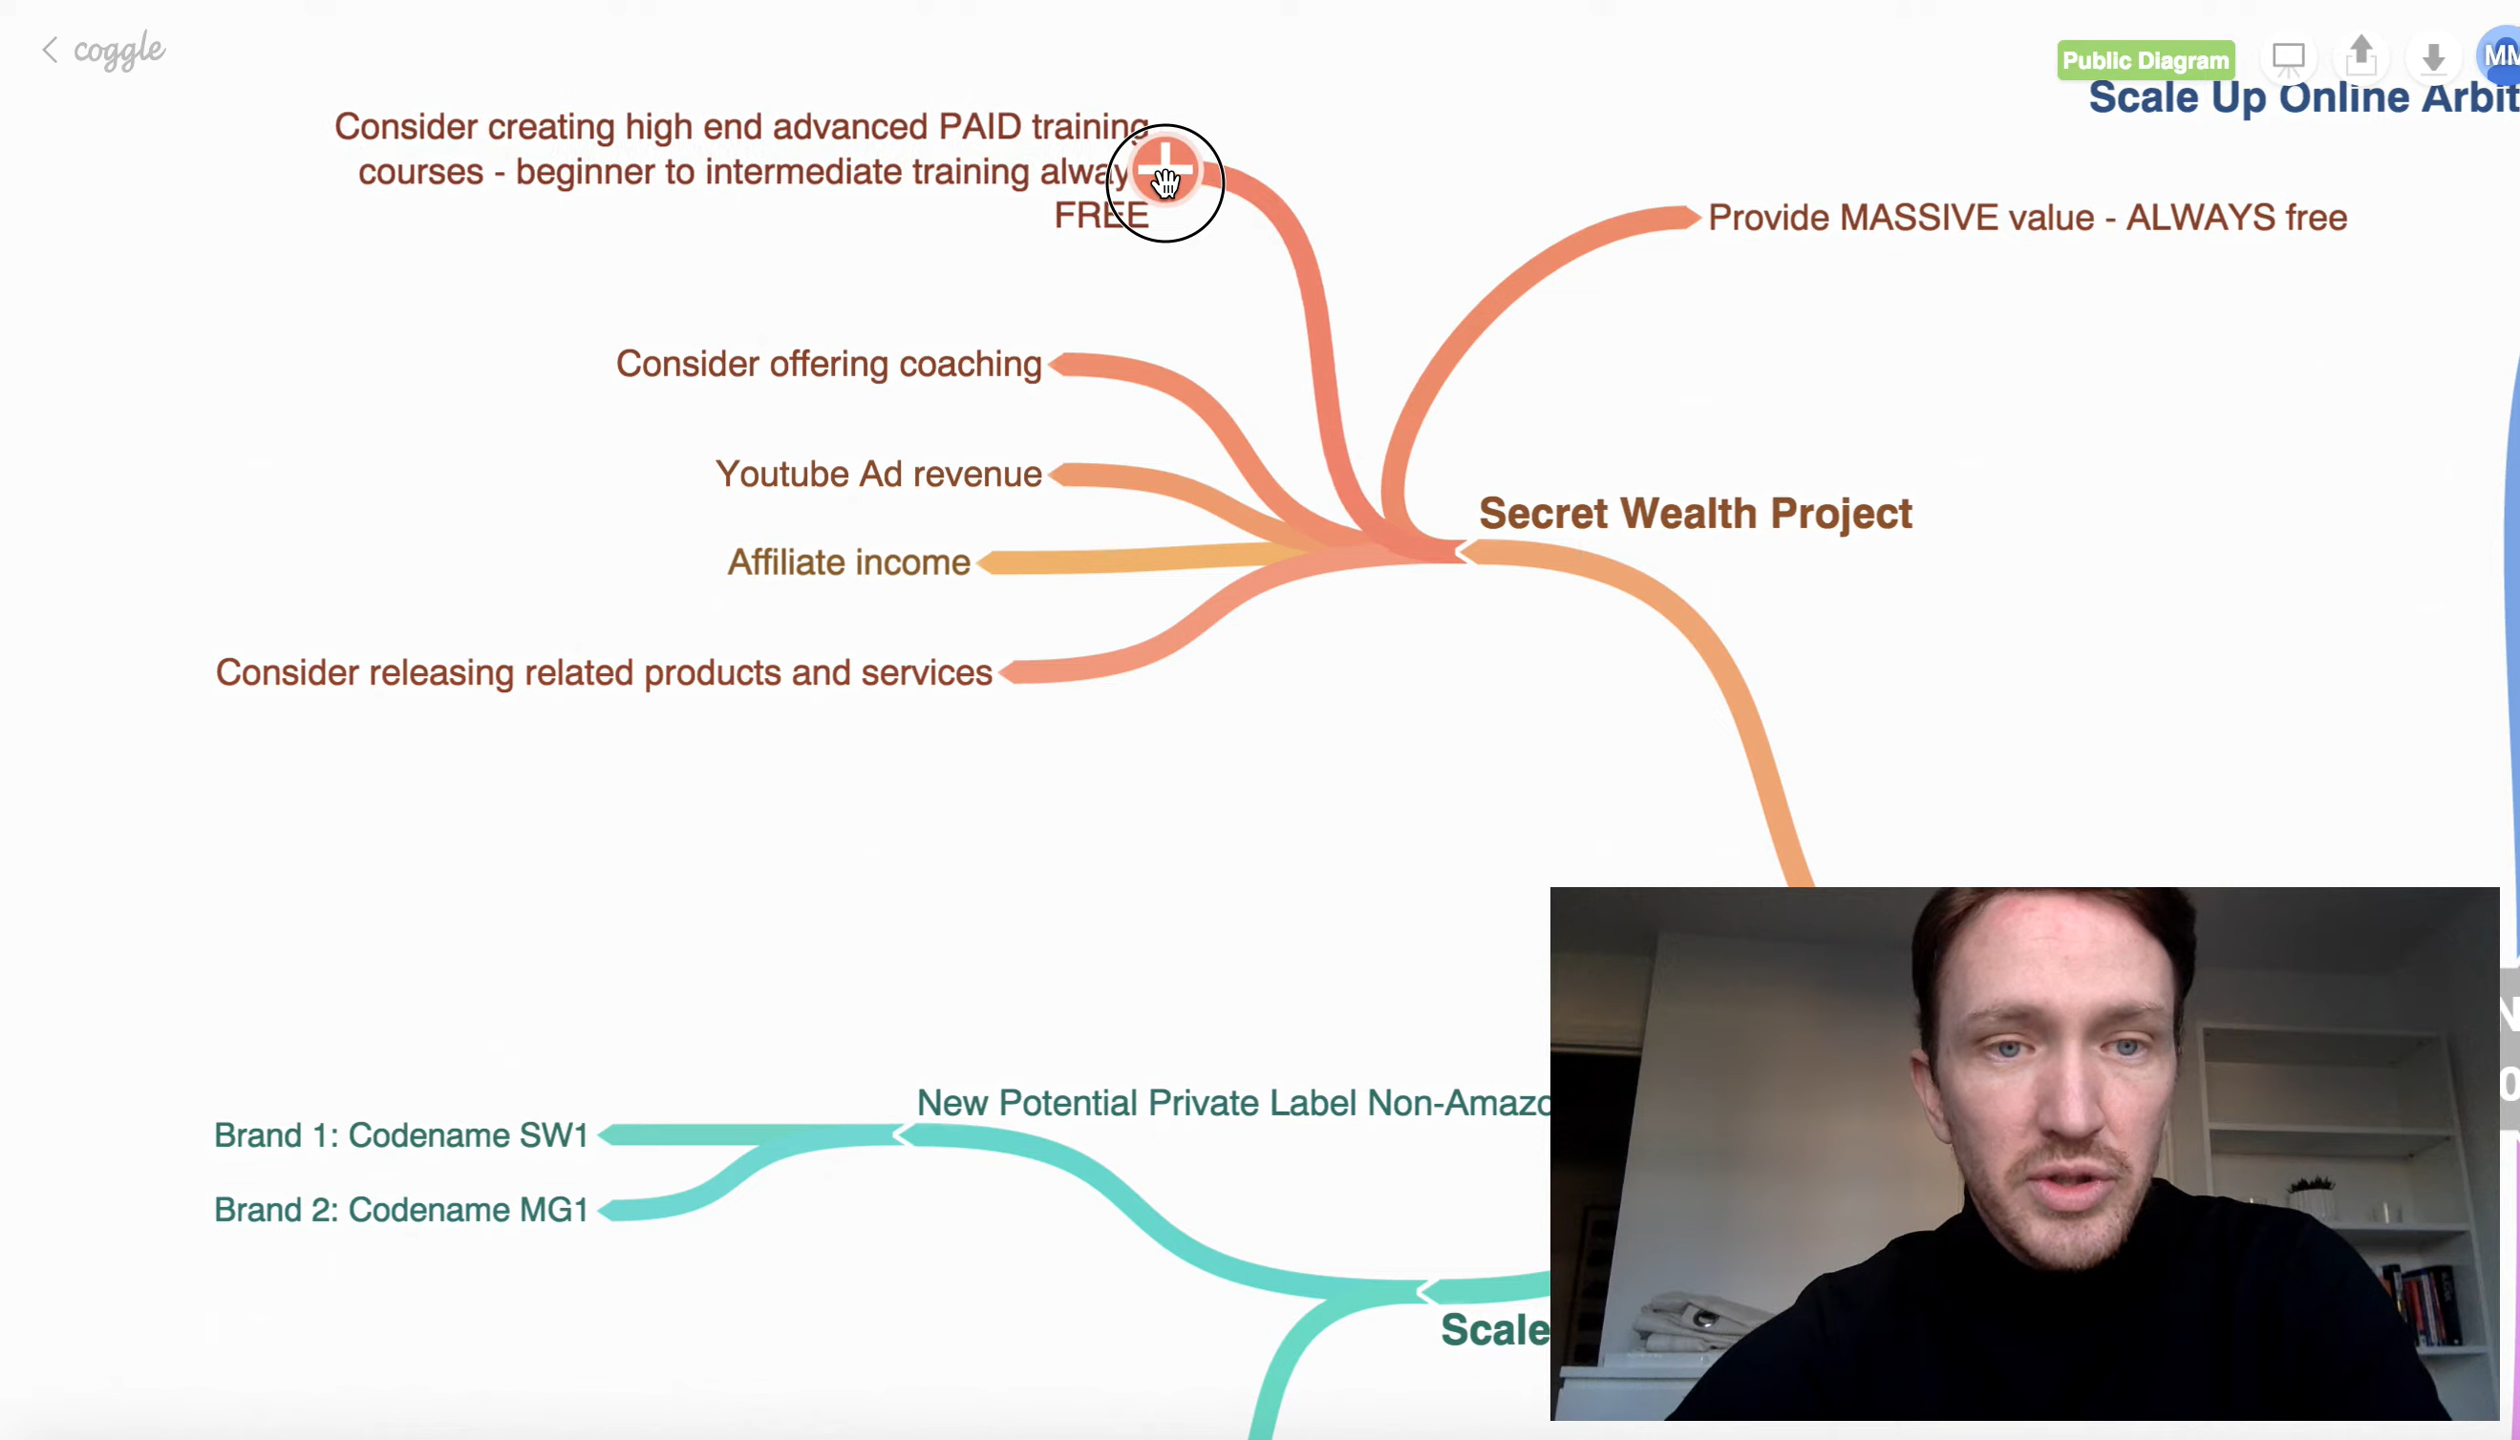 coggle
Public Diagram
MM
Scale Up Online Arbit
Consider creating high end advanced PAID training
courses - beginner to intermediate training alway
FREE
Provide MASSIVE value - ALWAYS free
Consider offering coaching
Youtube Ad revenue
Secret Wealth Project
Affiliate income
Consider releasing related products and services
New Potential Private Label Non-Amazo
Brand 1: Codename SW1
Brand 2: Codename MG1
Scale